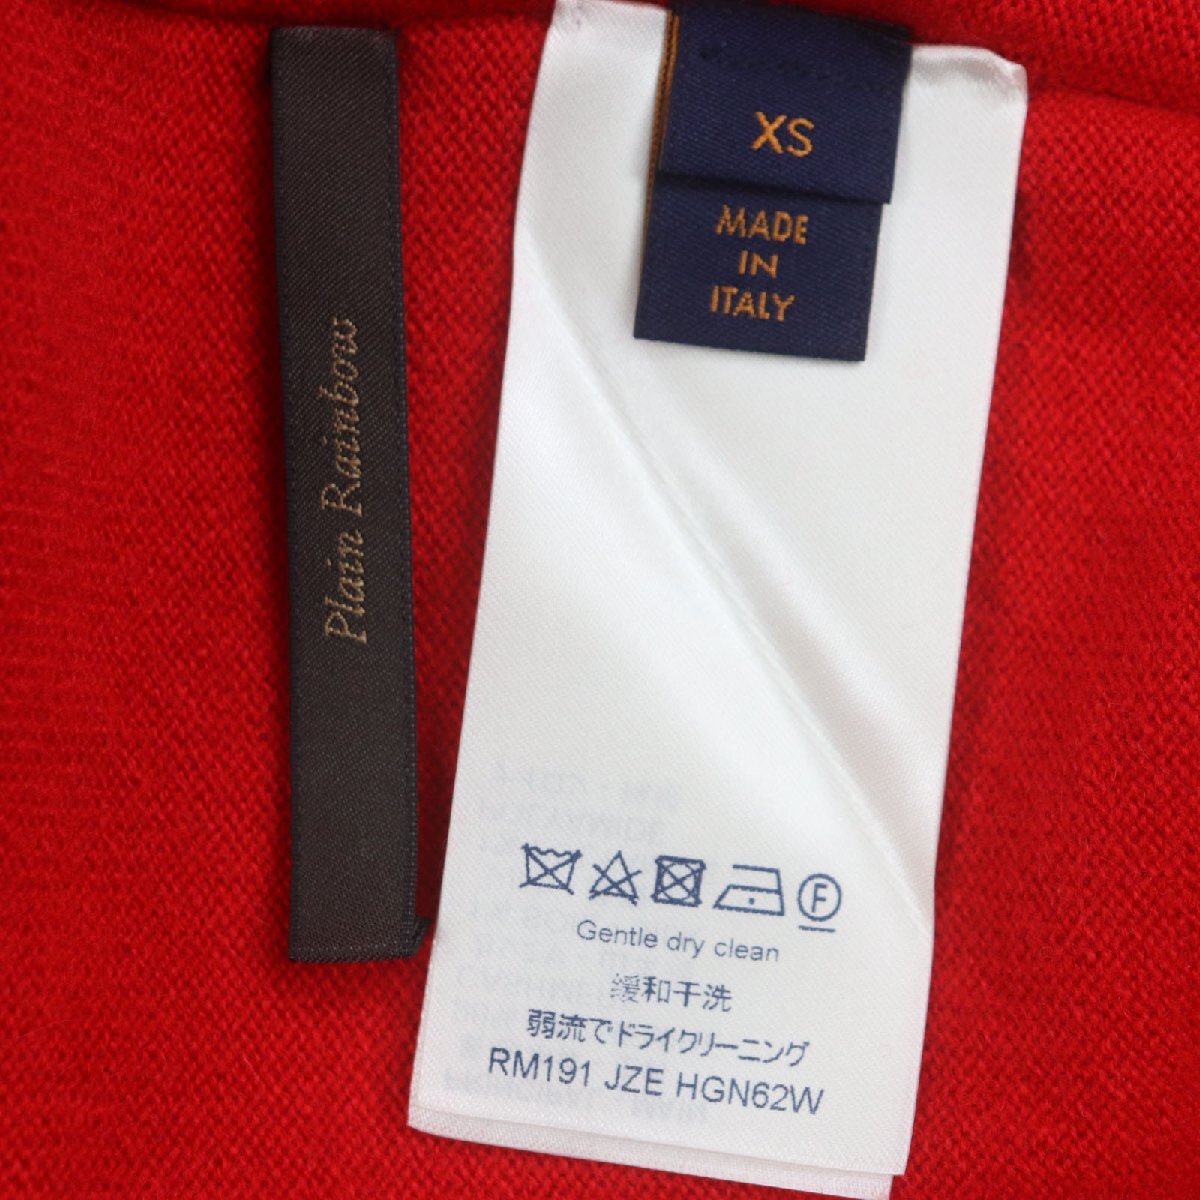 Plain Rainbow
XS
MADE
IN
ITALY
F
Gentle dry clean
缓和干洗
弱流でドライクリーニング
RM191 JZE HGN62W